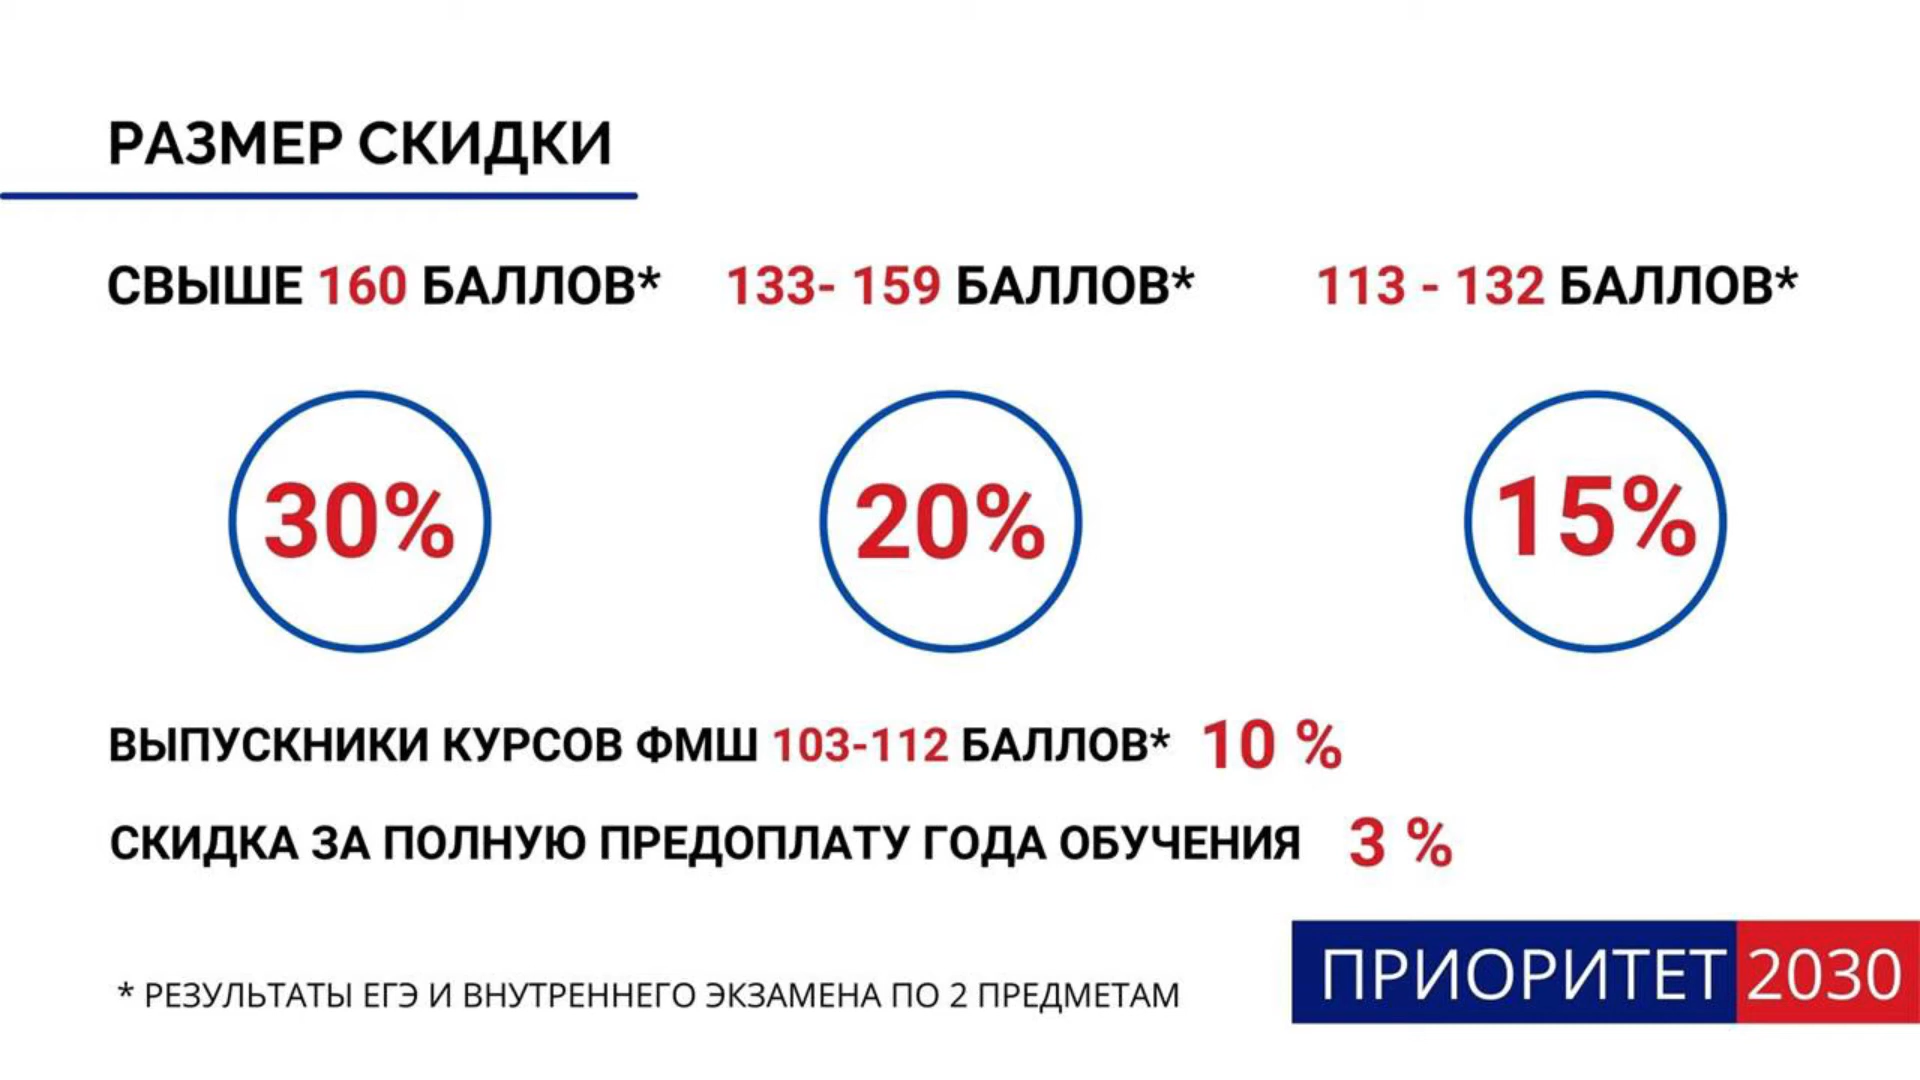 РАЗМЕР СКИДКИ
СВЫШЕ 160 БАЛЛОВ*
133- 159 БАЛЛОВ*
113 - 132 БАЛЛОВ*
30%
20%
15%
ВЫПУСКНИКИ КУРСОВ ФМШ 103-112 БАЛЛОВ* 10 %
СКИДКА ЗА ПОЛНУЮ ПРЕДОПЛАТУ ГОДА ОБУЧЕНИЯ 3 %
* РЕЗУЛЬТАТЫ ЕГЭ И ВНУТРЕННЕГО ЭКЗАМЕНА ПО 2 ПРЕДМЕТАМ
ПРИОРИТЕТ 2030